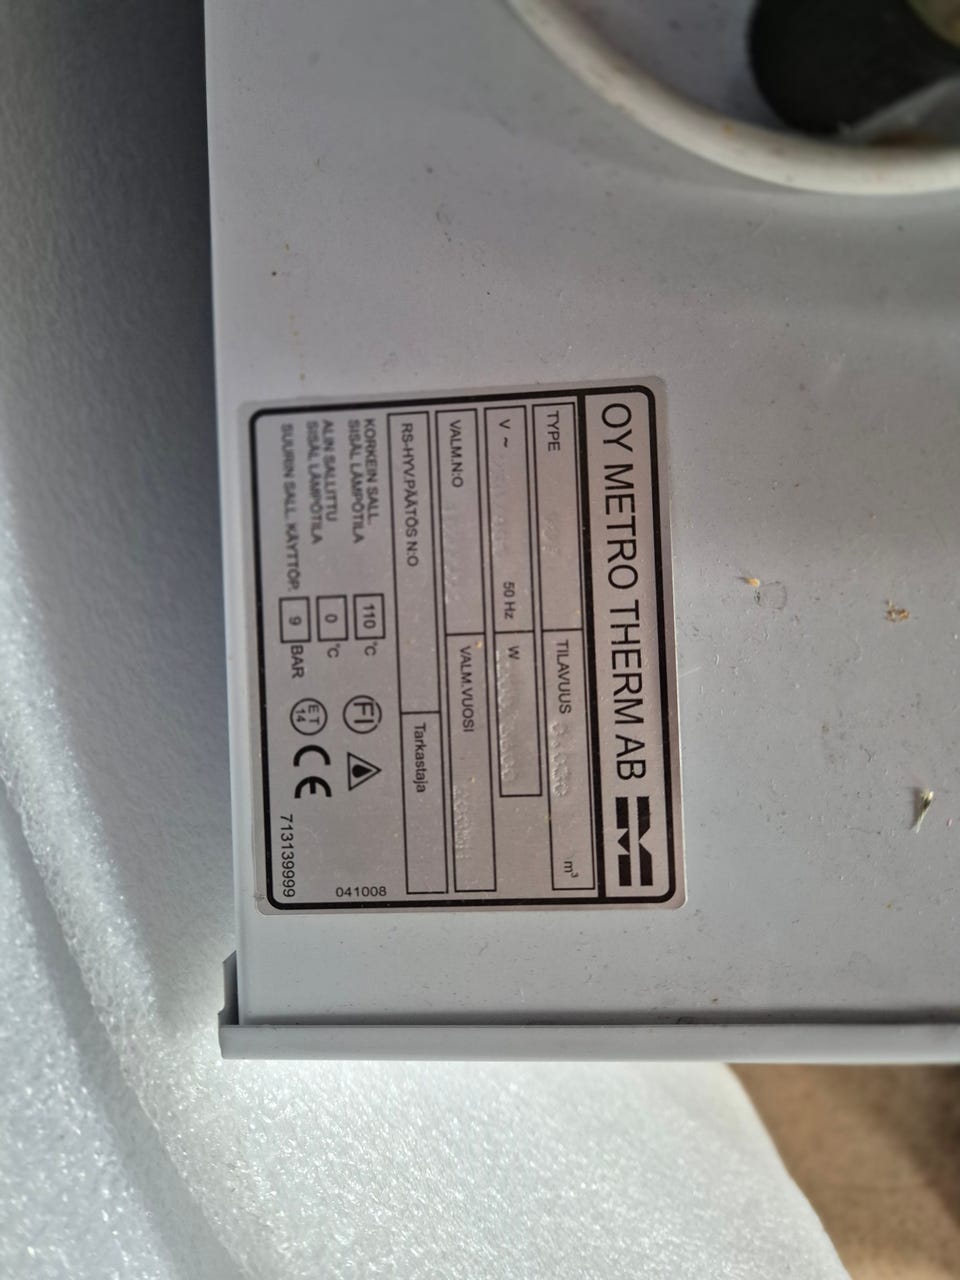 OY METRO THERM AB
TYPE
TILAVUUS
m³
V ~
50 Hz
W
VALM.N:O
VALM.VUOSI
RS-HYV.PÄÄTÖS N:O
Tarkastaja
KORKEIN SALL.
SISÄL LÄMPÖTILA
110 °C
ALIN SALLITTU
SISÄL LÄMPÖTILA
0 °C
SUURIN SALL. KÄYTTÖP.
9 BAR
FI
ET
14
CE
041008
713139999